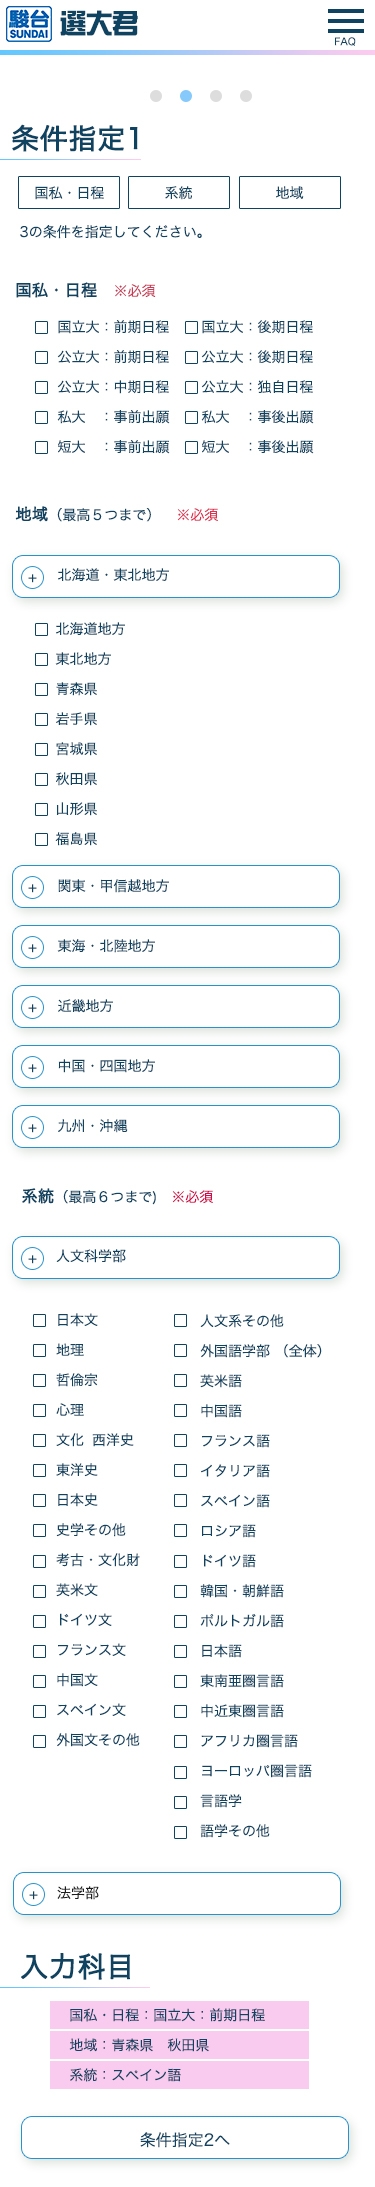 駿台
SUNDAI
選大君
FAQ
条件指定1
国私・日程 系統 地域
3の条件を指定してください。
国私・日程 ※必須
国立大：前期日程 国立大：後期日程
公立大：前期日程 公立大：後期日程
公立大：中期日程 公立大：独自日程
私大　：事前出願 私大　：事後出願
短大　：事前出願 短大　：事後出願
地域（最高５つまで） ※必須
+ 北海道・東北地方
北海道地方
東北地方
青森県
岩手県
宮城県
秋田県
山形県
福島県
+ 関東・甲信越地方
+ 東海・北陸地方
+ 近畿地方
+ 中国・四国地方
+ 九州・沖縄
系統（最高６つまで） ※必須
+ 人文科学部
日本文 人文系その他
地理 外国語学部 （全体）
哲倫宗 英米語
心理 中国語
文化 西洋史 フランス語
東洋史 イタリア語
日本史 スペイン語
史学その他 ロシア語
考古・文化財 ドイツ語
英米文 韓国・朝鮮語
ドイツ文 ポルトガル語
フランス文 日本語
中国文 東南亜圏言語
スペイン文 中近東圏言語
外国文その他 アフリカ圏言語
ヨーロッパ圏言語
言語学
語学その他
+ 法学部
入力科目
国私・日程：国立大：前期日程
地域：青森県　秋田県
系統：スペイン語
条件指定2へ